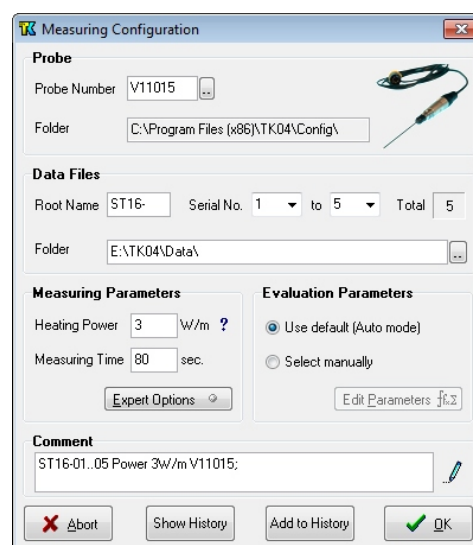 TK Measuring Configuration
Probe
Probe Number V11015 ..
Folder C:\Program Files (x86)\TK04\Config\
Data Files
Root Name ST16- Serial No. 1 to 5 Total 5
Folder E:\TK04\Data\ ..
Measuring Parameters
Heating Power 3 W/m ?
Measuring Time 80 sec.
Expert Options
Evaluation Parameters
Use default (Auto mode)
Select manually
Edit Parameters
Comment
ST16-01..05 Power 3W/m V11015;
Abort Show History Add to History OK